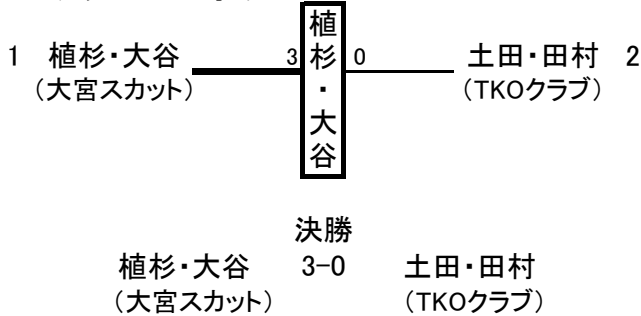 1 植杉・大谷 3 植杉・大谷 0 土田・田村 2
(大宮スカット) (TKOクラブ)
決勝
植杉・大谷 3-0 土田・田村
(大宮スカット) (TKOクラブ)